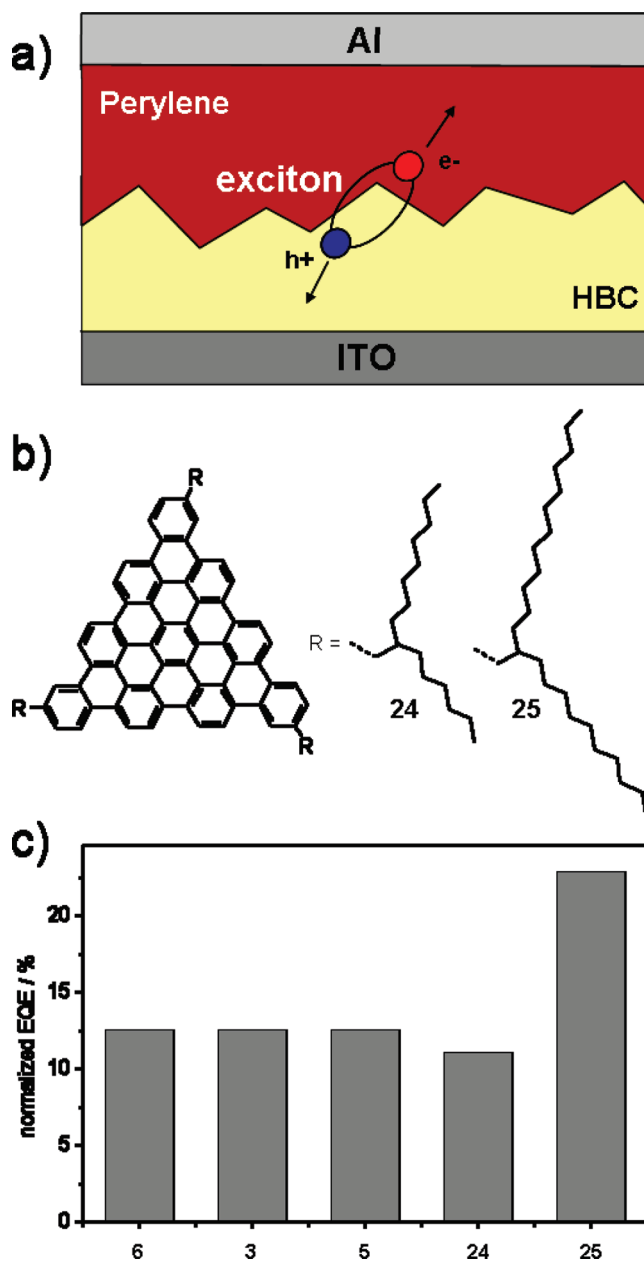 a)
Al
Perylene
exciton
e-
h+
HBC
ITO
b)
R
R
R
R =
24
25
c)
normalized EQE / %
20
15
10
5
0
6 3 5 24 25